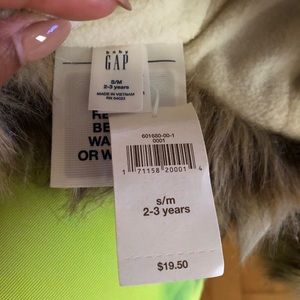 baby
GAP
S/M
2-3 years
MADE IN VIETNAM
RN 54023
RE
BE
WA
OR W
601680-00-1
0001
1 71158 20001 4
s/m
2-3 years
$19.50